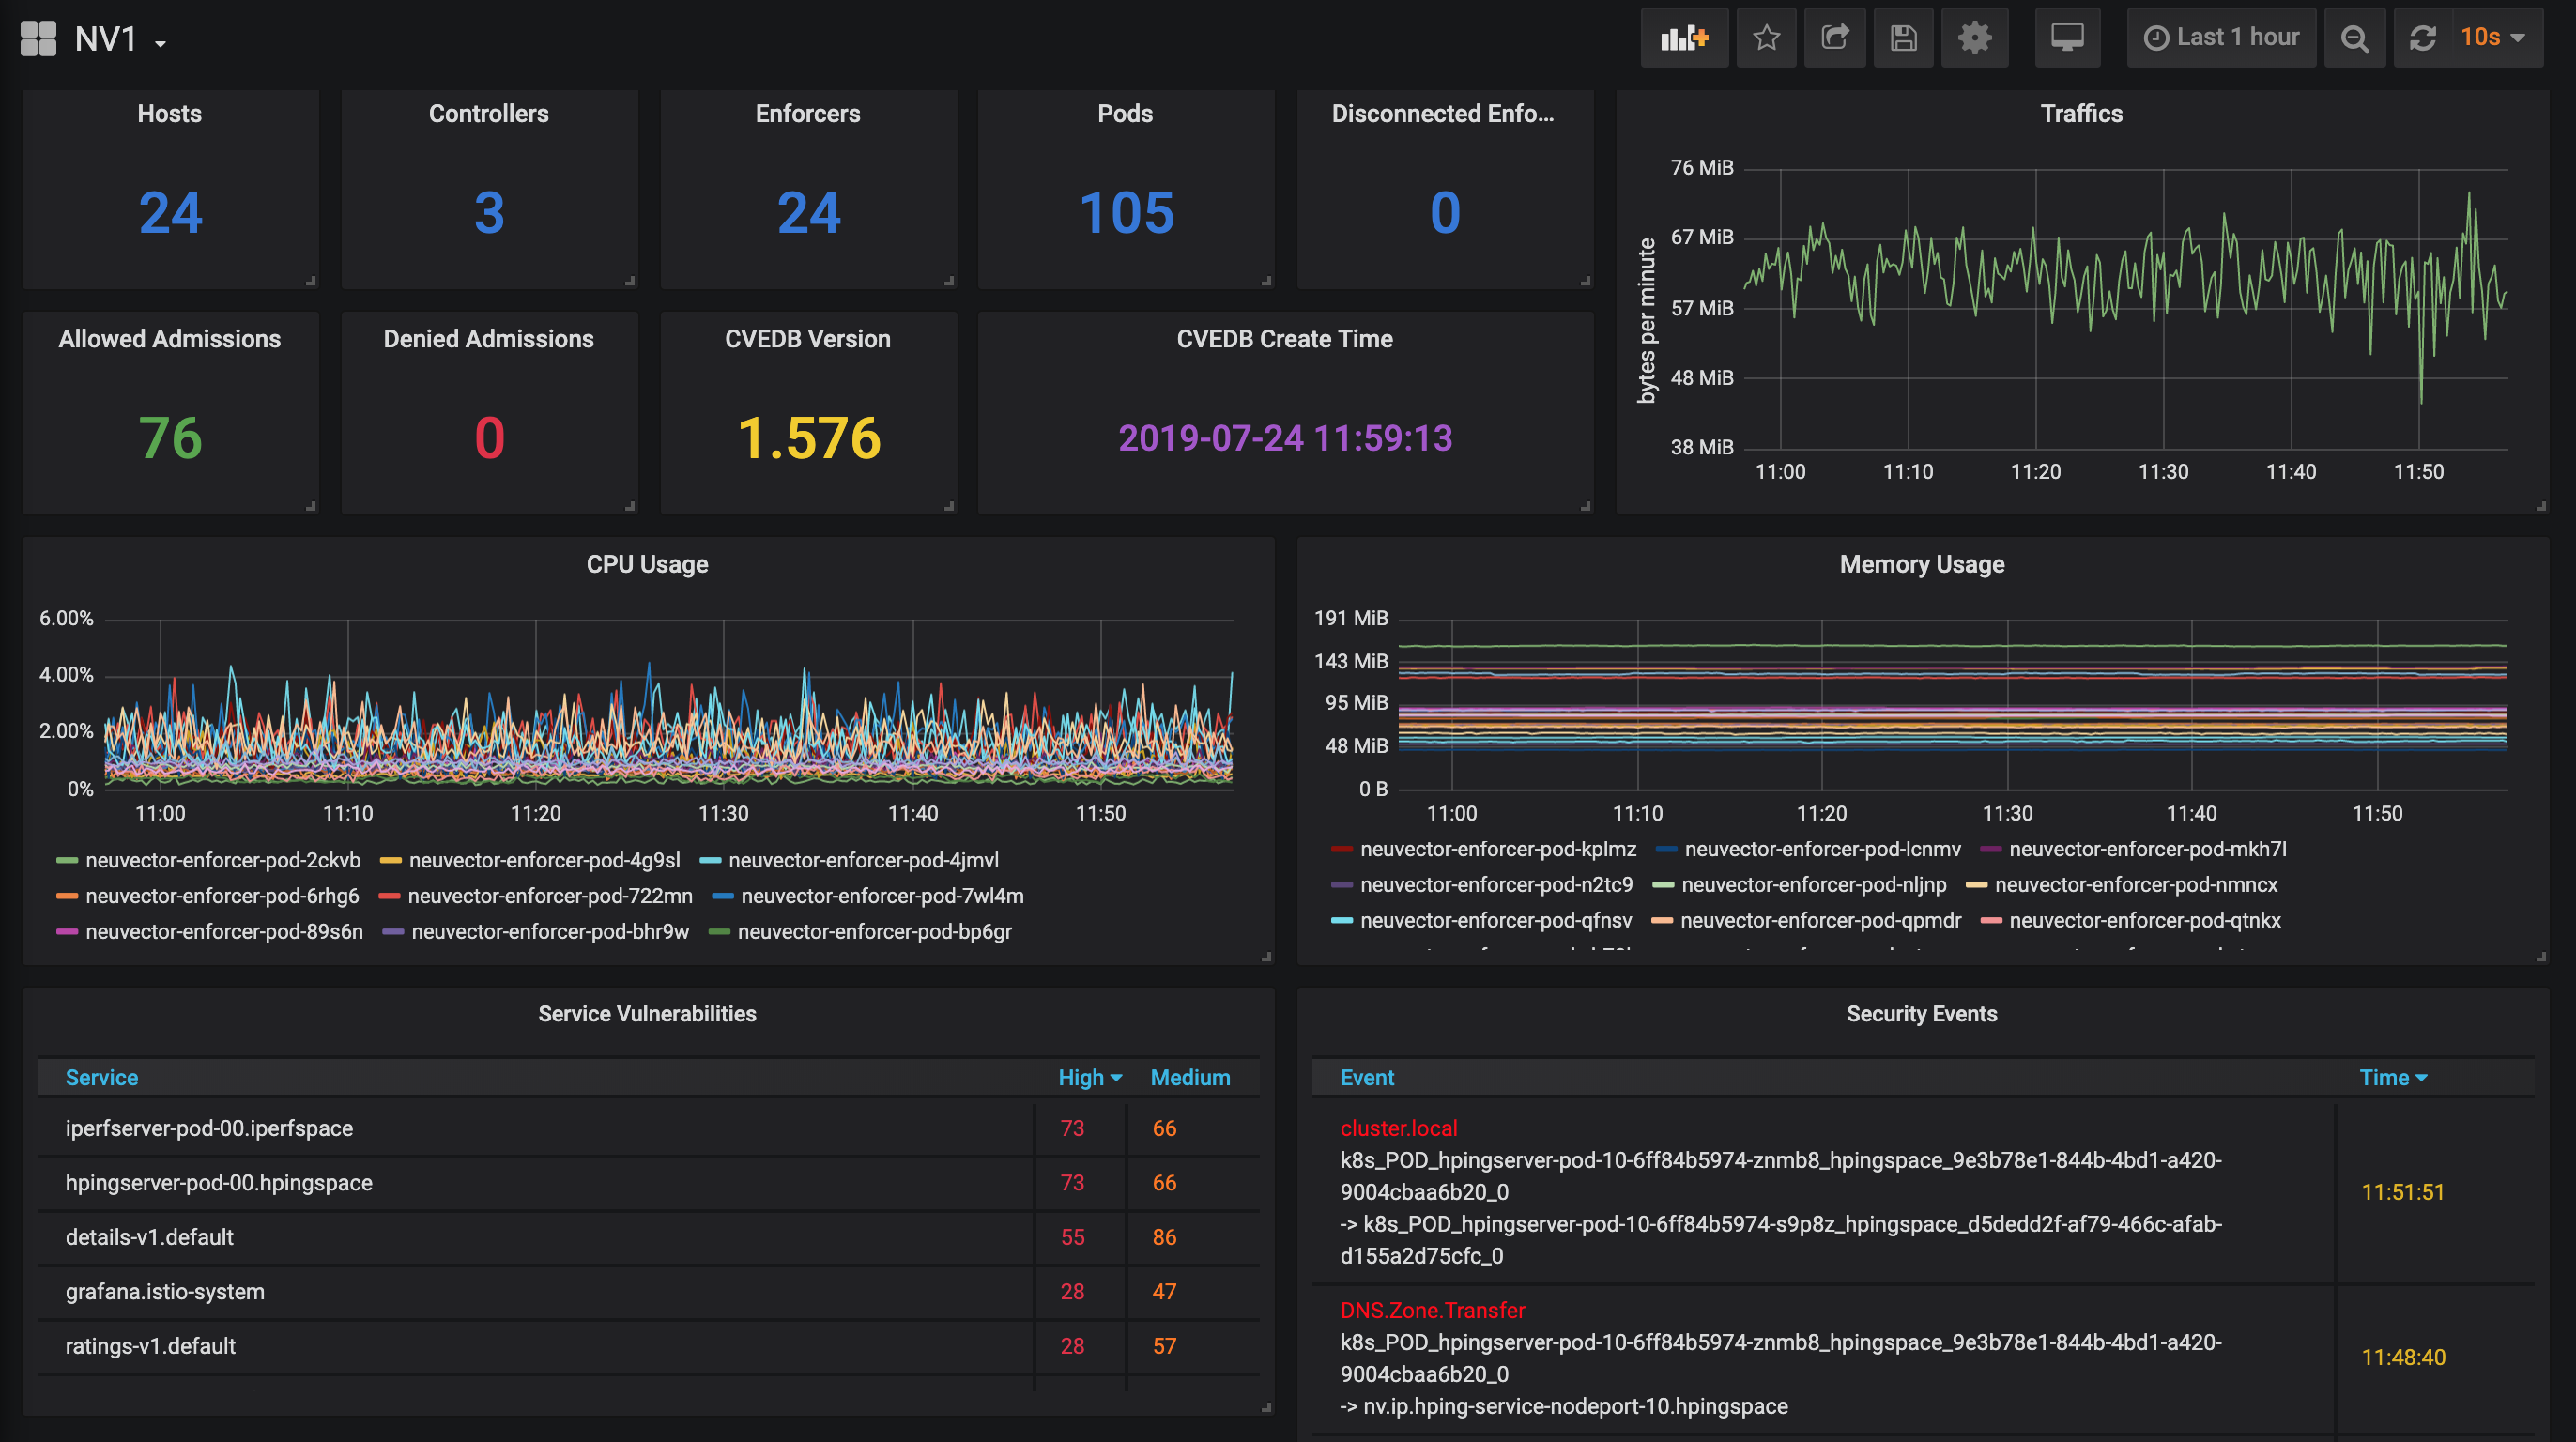 NV1
Last 1 hour
10s
Hosts
24
Controllers
3
Enforcers
24
Pods
105
Disconnected Enfo...
0
Allowed Admissions
76
Denied Admissions
0
CVEDB Version
1.576
CVEDB Create Time
2019-07-24 11:59:13
Traffics
bytes per minute
76 MiB
67 MiB
57 MiB
48 MiB
38 MiB
11:00 11:10 11:20 11:30 11:40 11:50
CPU Usage
6.00%
4.00%
2.00%
0%
11:00 11:10 11:20 11:30 11:40 11:50
neuvector-enforcer-pod-2ckvb neuvector-enforcer-pod-4g9sl neuvector-enforcer-pod-4jmvl
neuvector-enforcer-pod-6rhg6 neuvector-enforcer-pod-722mn neuvector-enforcer-pod-7wl4m
neuvector-enforcer-pod-89s6n neuvector-enforcer-pod-bhr9w neuvector-enforcer-pod-bp6gr
Memory Usage
191 MiB
143 MiB
95 MiB
48 MiB
0 B
11:00 11:10 11:20 11:30 11:40 11:50
neuvector-enforcer-pod-kplmz neuvector-enforcer-pod-lcnmv neuvector-enforcer-pod-mkh7l
neuvector-enforcer-pod-n2tc9 neuvector-enforcer-pod-nljnp neuvector-enforcer-pod-nmncx
neuvector-enforcer-pod-qfnsv neuvector-enforcer-pod-qpmdr neuvector-enforcer-pod-qtnkx
Service Vulnerabilities
Service High Medium
iperfserver-pod-00.iperfspace 73 66
hpingserver-pod-00.hpingspace 73 66
details-v1.default 55 86
grafana.istio-system 28 47
ratings-v1.default 28 57
Security Events
Event Time
cluster.local
k8s_POD_hpingserver-pod-10-6ff84b5974-znmb8_hpingspace_9e3b78e1-844b-4bd1-a420-
9004cbaa6b20_0
-> k8s_POD_hpingserver-pod-10-6ff84b5974-s9p8z_hpingspace_d5dedd2f-af79-466c-afab-
d155a2d75cfc_0
11:51:51
DNS.Zone.Transfer
k8s_POD_hpingserver-pod-10-6ff84b5974-znmb8_hpingspace_9e3b78e1-844b-4bd1-a420-
9004cbaa6b20_0
-> nv.ip.hping-service-nodeport-10.hpingspace
11:48:40